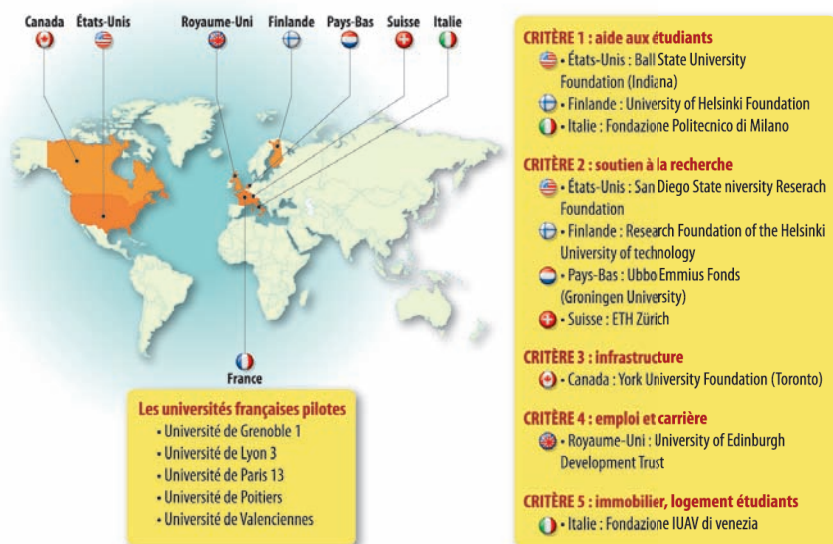 Canada
États-Unis
Royaume-Uni
Finlande
Pays-Bas
Suisse
Italie
France
Les universités françaises pilotes
• Université de Grenoble 1
• Université de Lyon 3
• Université de Paris 13
• Université de Poitiers
• Université de Valenciennes
CRITÈRE 1 : aide aux étudiants
• États-Unis : Ball State University
Foundation (Indiana)
• Finlande : University of Helsinki Foundation
• Italie : Fondazione Politecnico di Milano
CRITÈRE 2 : soutien à la recherche
• États-Unis : San Diego State niversity Reserach
Foundation
• Finlande : Research Foundation of the Helsinki
University of technology
• Pays-Bas : Ubbo Emmius Fonds
(Groningen University)
• Suisse : ETH Zürich
CRITÈRE 3 : infrastructure
• Canada : York University Foundation (Toronto)
CRITÈRE 4 : emploi et carrière
• Royaume-Uni : University of Edinburgh
Development Trust
CRITÈRE 5 : immobilier, logement étudiants
• Italie : Fondazione IUAV di venezia